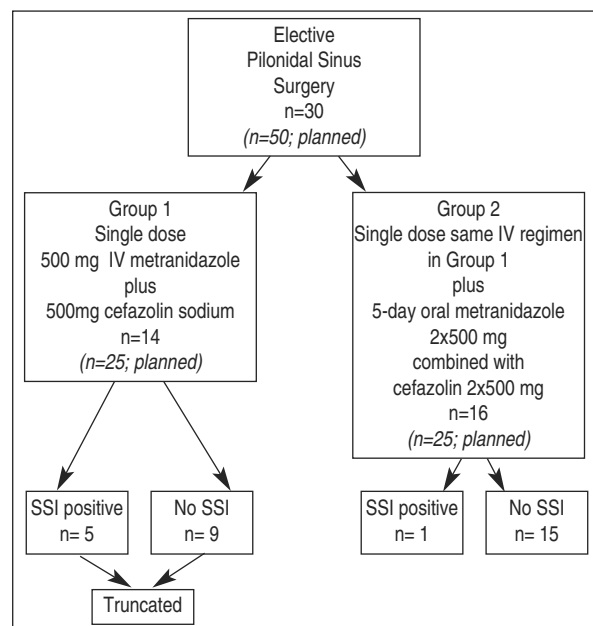 Elective
Pilonidal Sinus
Surgery
n=30
(n=50; planned)
Group 1
Single dose
500 mg IV metranidazole
plus
500mg cefazolin sodium
n=14
(n=25; planned)
Group 2
Single dose same IV regimen
in Group 1
plus
5-day oral metranidazole
2x500 mg
combined with
cefazolin 2x500 mg
n=16
(n=25; planned)
SSI positive
n= 5
No SSI
n= 9
SSI positive
n= 1
No SSI
n= 15
Truncated